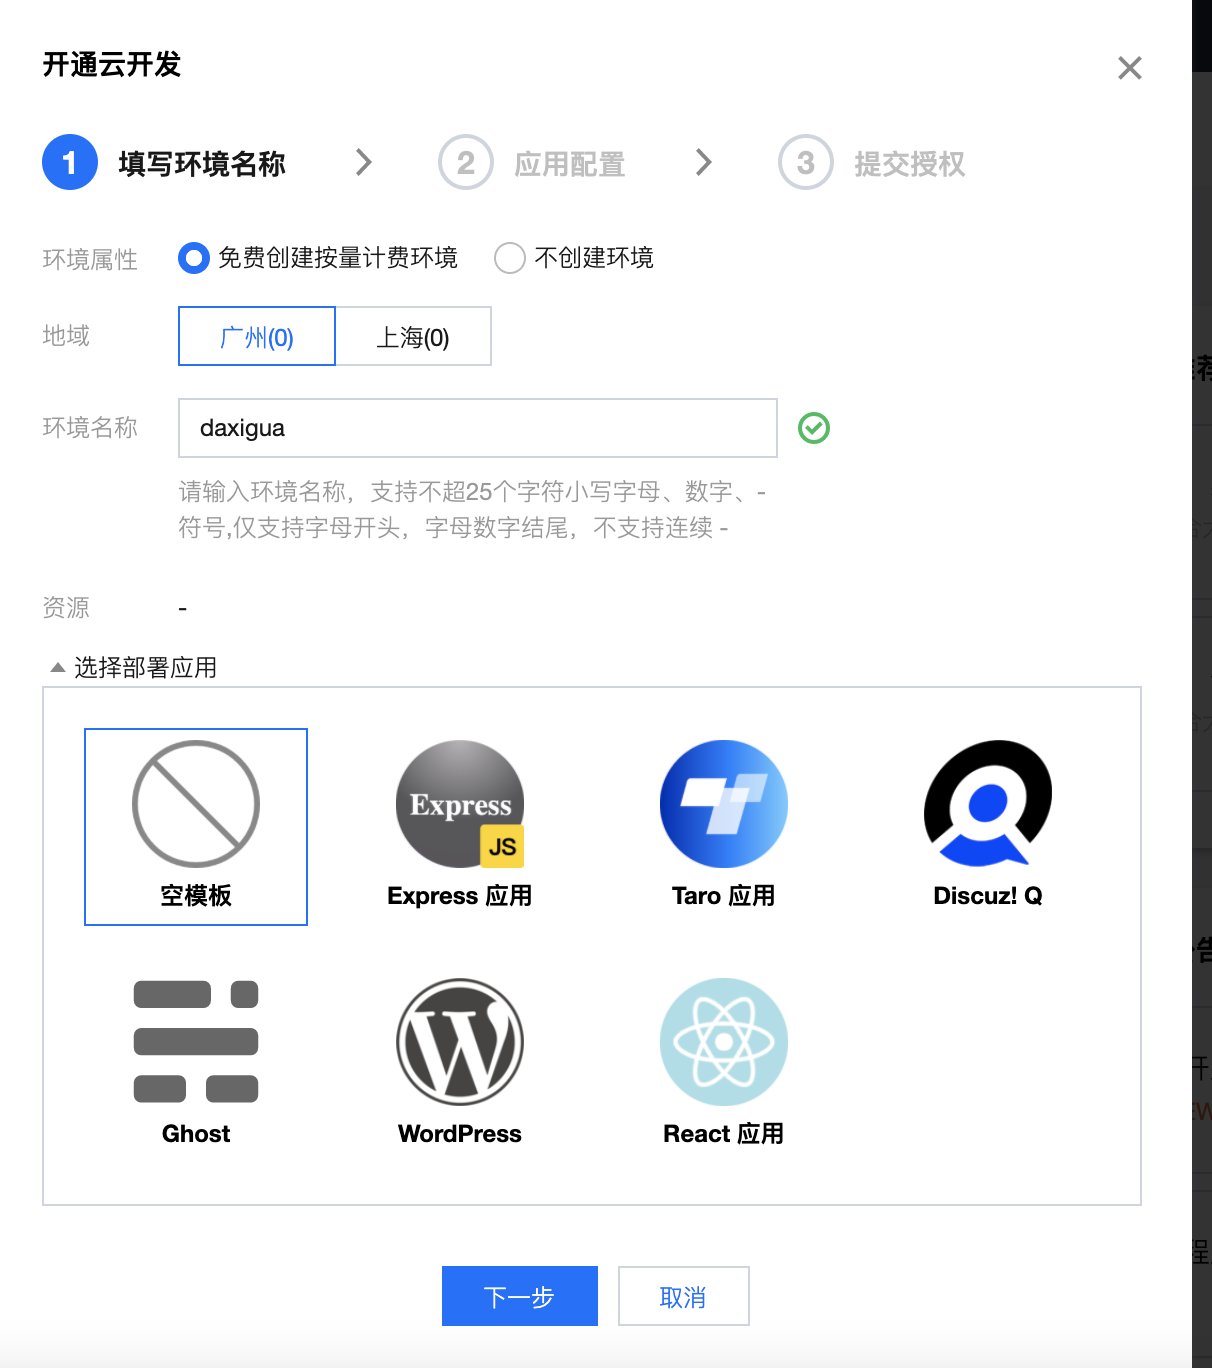 开通云开发
1 填写环境名称 2 应用配置 3 提交授权
环境属性 免费创建按量计费环境 不创建环境
地域 广州(0) 上海(0)
环境名称 daxigua
请输入环境名称，支持不超25个字符小写字母、数字、-
符号,仅支持字母开头，字母数字结尾，不支持连续 -
资源 -
选择部署应用
Express
JS
空模板 Express 应用 Taro 应用 Discuz! Q
Ghost WordPress React 应用
下一步 取消